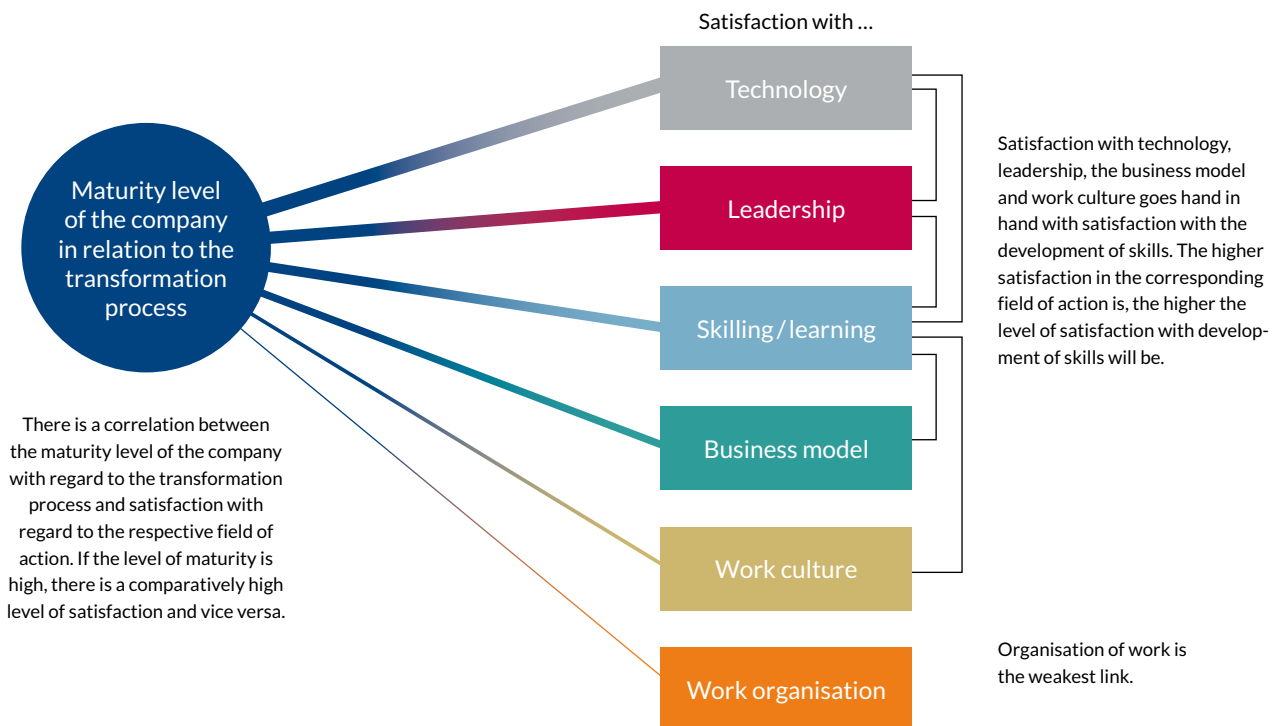 Satisfaction with ...
Technology
Leadership
Skilling / learning
Business model
Work culture
Work organisation
Maturity level
of the company
in relation to the
transformation
process
There is a correlation between
the maturity level of the company
with regard to the transformation
process and satisfaction with
regard to the respective field of
action. If the level of maturity is
high, there is a comparatively high
level of satisfaction and vice versa.
Satisfaction with technology,
leadership, the business model
and work culture goes hand in
hand with satisfaction with the
development of skills. The higher
satisfaction in the corresponding
field of action is, the higher the
level of satisfaction with develop-
ment of skills will be.
Organisation of work is
the weakest link.